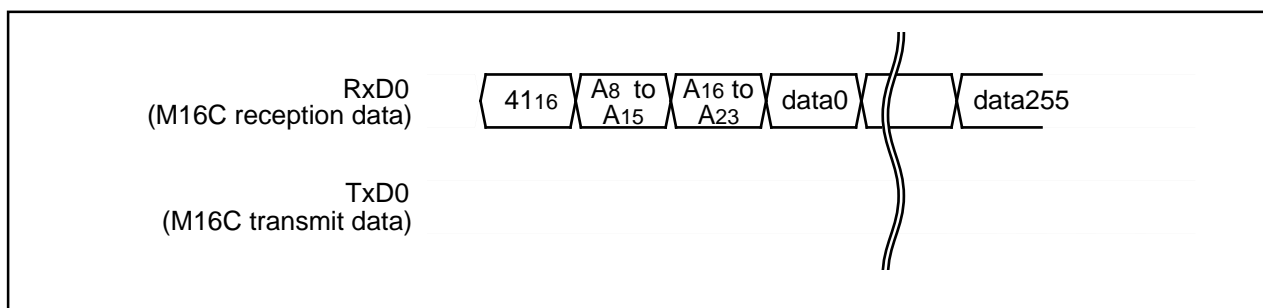 RxD0
(M16C reception data)
4116
A8 to
A15
A16 to
A23
data0
data255
TxD0
(M16C transmit data)